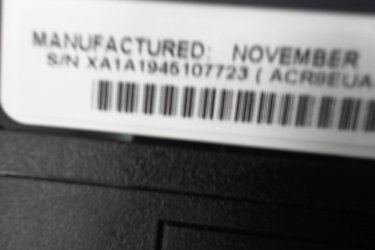 MANUFACTURED: NOVEMBER
S/N XA1A1945107723 ( ACR9EUA